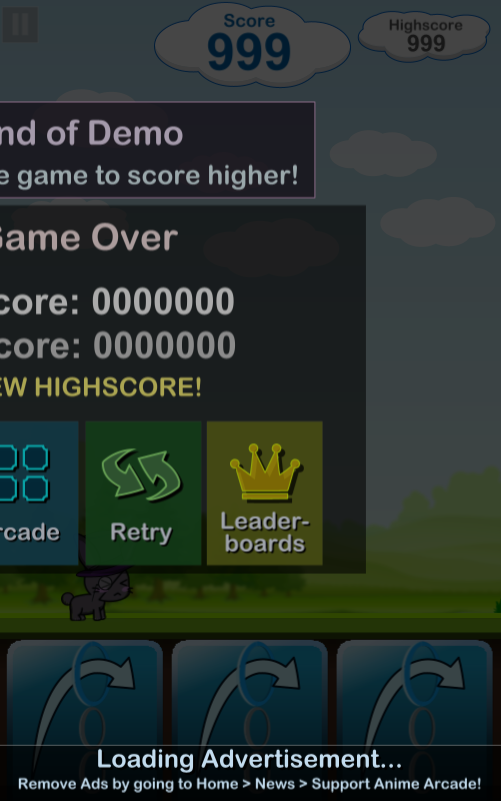 Score
999
Highscore
999
nd of Demo
e game to score higher!
Game Over
core: 0000000
core: 0000000
EW HIGHSCORE!
rcade
Retry
Leader-
boards
Loading Advertisement...
Remove Ads by going to Home > News > Support Anime Arcade!